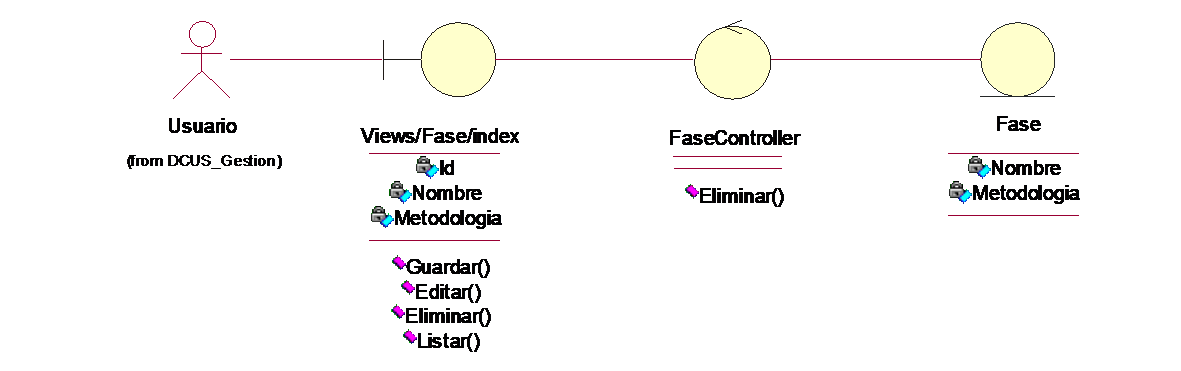 Usuario
(from DCUS_Gestion)
Views/Fase/index
Id
Nombre
Metodologia
Guardar()
Editar()
Eliminar()
Listar()
FaseController
Eliminar()
Fase
Nombre
Metodologia